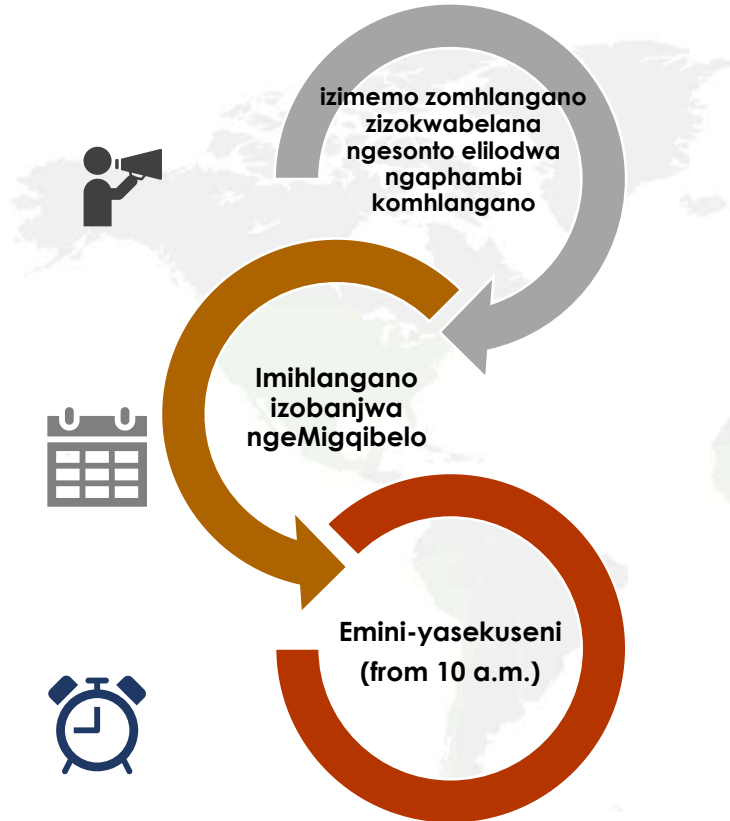 izimemo zomhlangano
zizokwabelana
ngesonto elilodwa
ngaphambi
komhlangano
Imihlangano
izobanjwa
ngeMigqibelo
Emini-yasekuseni
(from 10 a.m.)